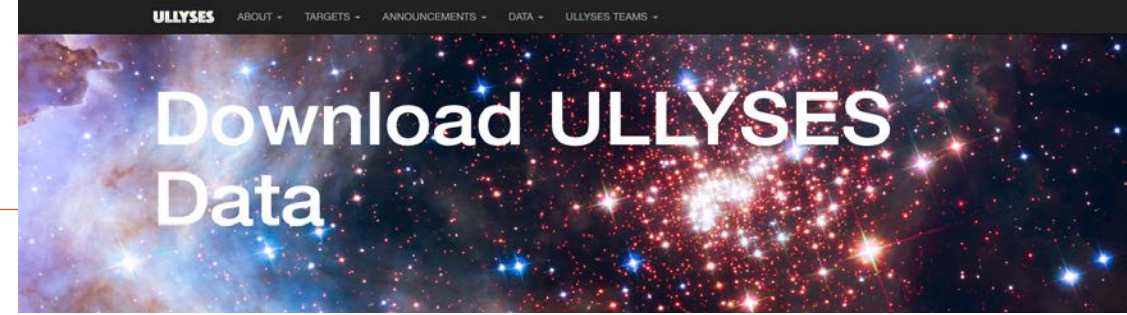 ULLYSES ABOUT TARGETS ANNOUNCEMENTS DATA ULLYSES TEAMS
Download ULLYSES
Data